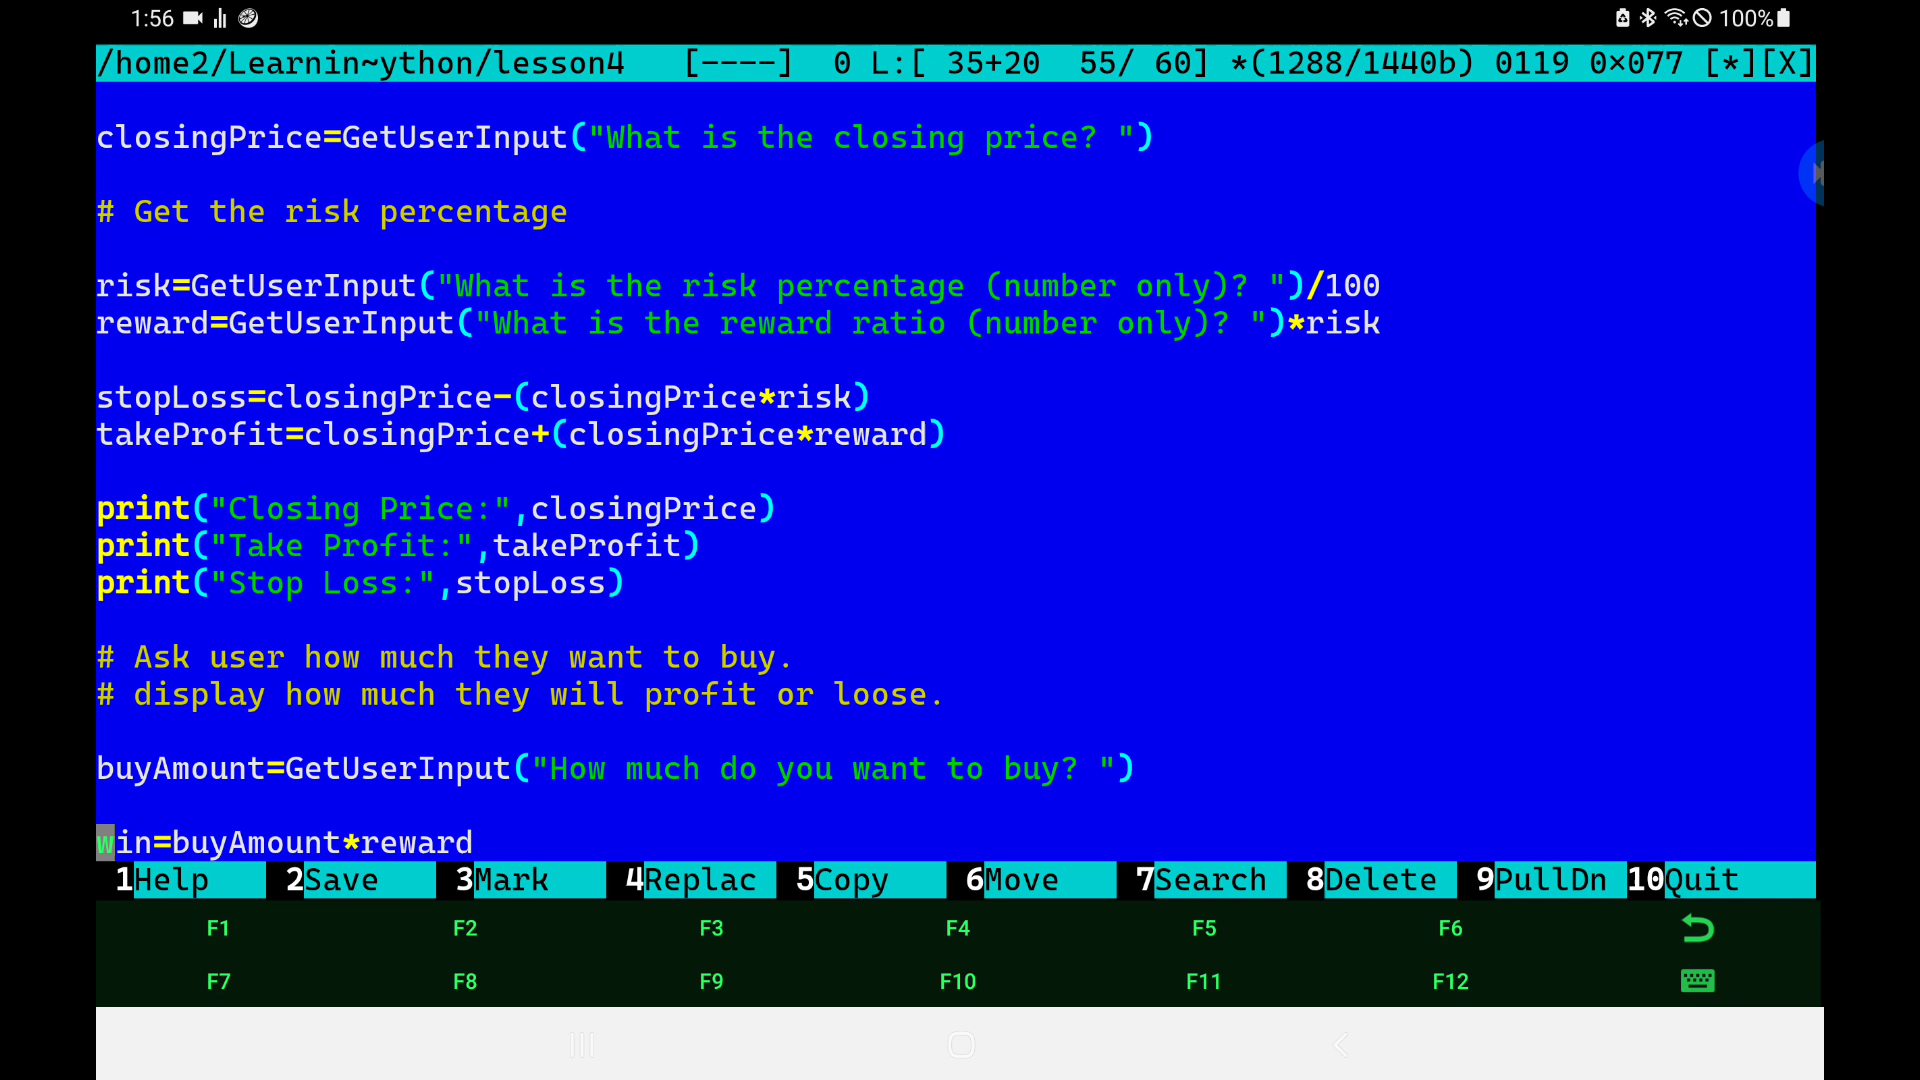 1:56 100%
/home2/Learnin~ython/lesson4 [----] 0 L:[ 35+20 55/ 60] *(1288/1440b) 0119 0×077 [*][X]
closingPrice=GetUserInput("What is the closing price? ")
# Get the risk percentage
risk=GetUserInput("What is the risk percentage (number only)? ")/100
reward=GetUserInput("What is the reward ratio (number only)? ")*risk
stopLoss=closingPrice-(closingPrice*risk)
takeProfit=closingPrice+(closingPrice*reward)
print("Closing Price:",closingPrice)
print("Take Profit:",takeProfit)
print("Stop Loss:",stopLoss)
# Ask user how much they want to buy.
# display how much they will profit or loose.
buyAmount=GetUserInput("How much do you want to buy? ")
win=buyAmount*reward
1Help 2Save 3Mark 4Replac 5Copy 6Move 7Search 8Delete 9PullDn 10Quit
F1 F2 F3 F4 F5 F6
F7 F8 F9 F10 F11 F12